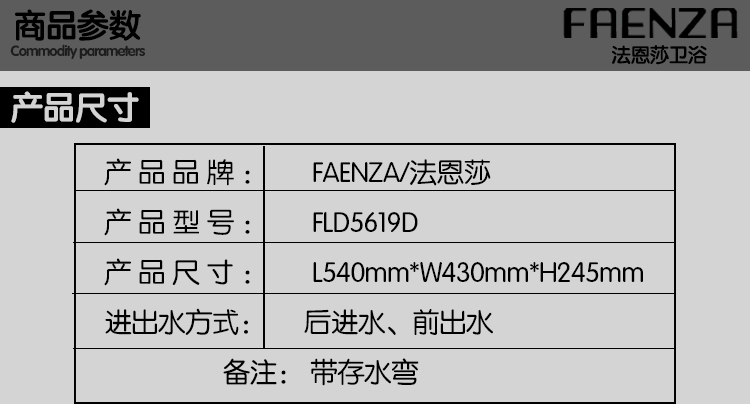 商品参数
Commodity parameters
FAENZA
法恩莎卫浴
产品尺寸
产品品牌: FAENZA/法恩莎
产品型号: FLD5619D
产品尺寸: L540mm*W430mm*H245mm
进出水方式: 后进水、前出水
备注: 带存水弯